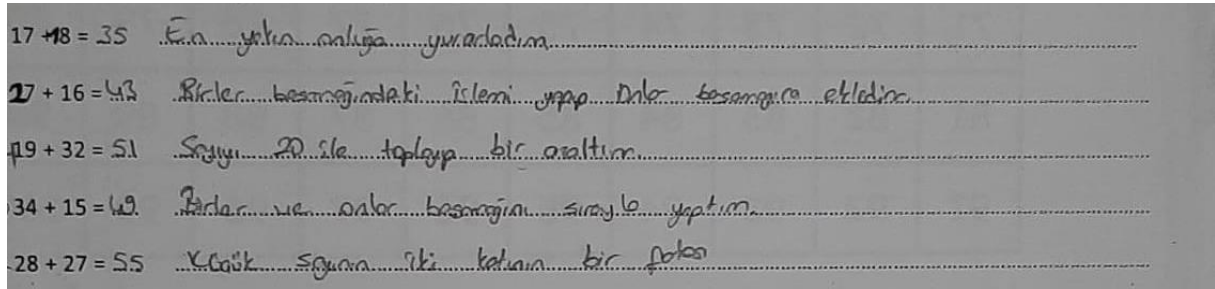 17 + 18 = 35 En yakın onluğa yuvarladım.
27 + 16 = 43 Birler basamağındaki işlemi yapıp onlar basamağına ekledim.
19 + 32 = 51 Sayıyı 20 ile toplayıp bir azalttım.
34 + 15 = 49 Birler ve onlar basamağını sırayla yaptım.
28 + 27 = 55 Küçük sayının iki katının bir fazlası